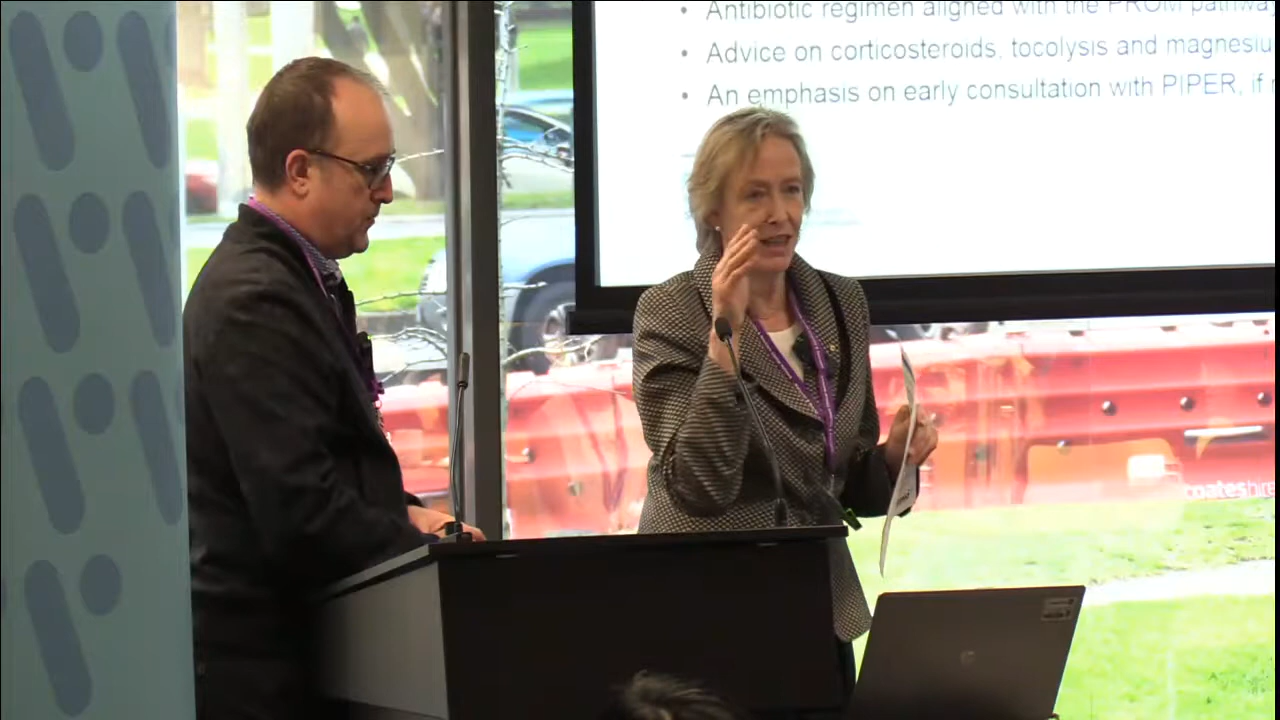 • Antibiotic regimen aligned with the PROM pathway
• Advice on corticosteroids, tocolysis and magnesiu
• An emphasis on early consultation with PIPER, if
coateshire